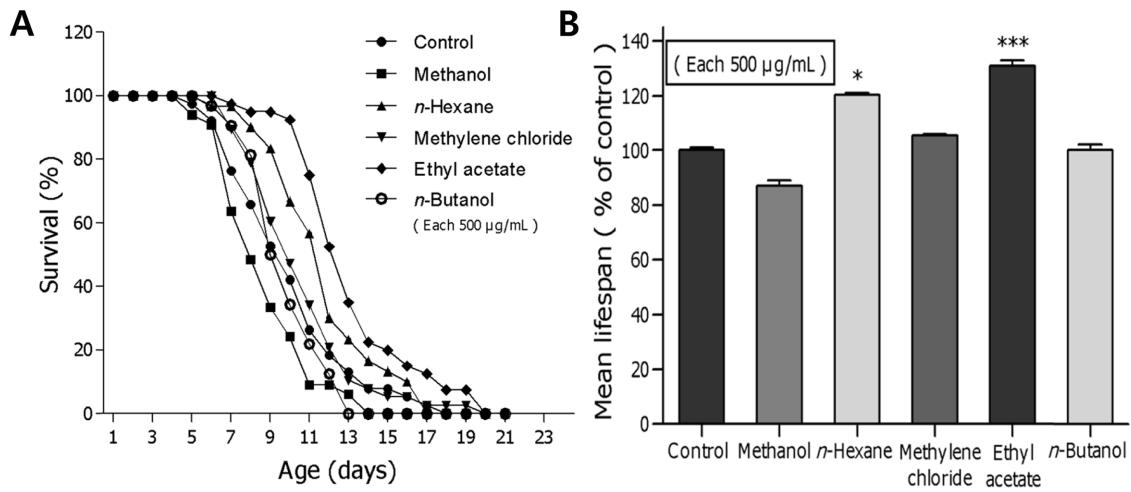 A
120
100
80
60
40
20
0
Survival (%)
1 3 5 7 9 11 13 15 17 19 21 23
Age (days)
Control
Methanol
n-Hexane
Methylene chloride
Ethyl acetate
n-Butanol
( Each 500 µg/mL )
B
140
120
100
80
60
40
20
0
Mean lifespan ( % of control)
( Each 500 µg/mL )
*
***
Control Methanol n-Hexane Methylene Ethyl n-Butanol
chloride acetate